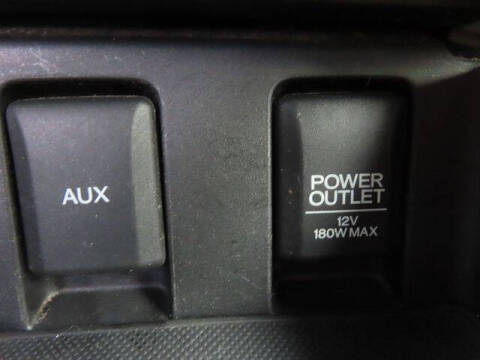 AUX
POWER
OUTLET
12V
180W MAX